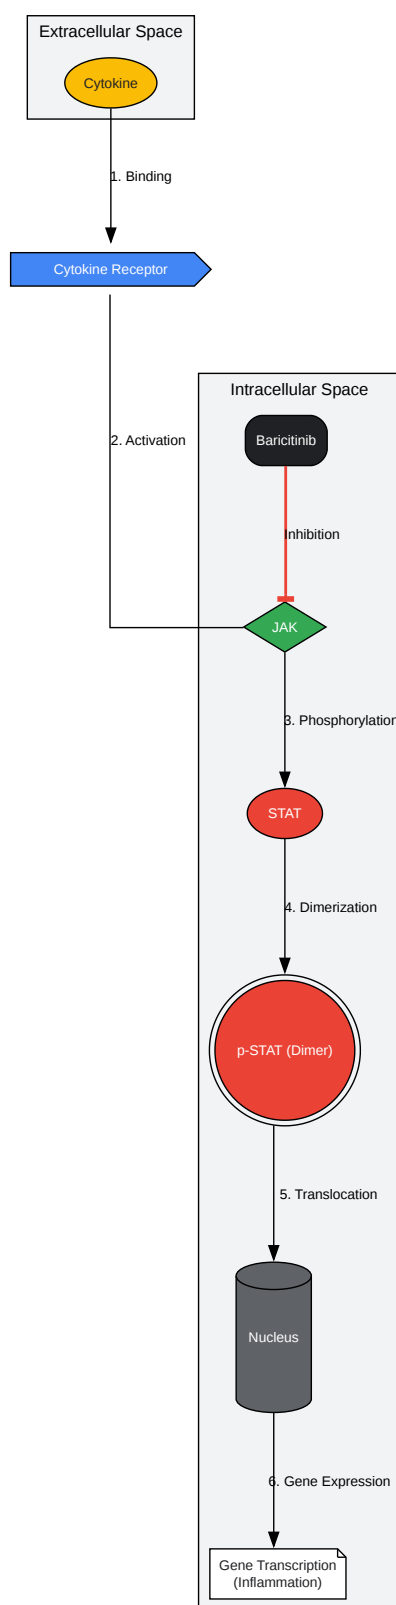 Extracellular Space
Cytokine
1. Binding
Cytokine Receptor
Intracellular Space
Baricitinib
2. Activation
Inhibition
JAK
3. Phosphorylation
STAT
4. Dimerization
p-STAT (Dimer)
5. Translocation
Nucleus
6. Gene Expression
Gene Transcription
(Inflammation)